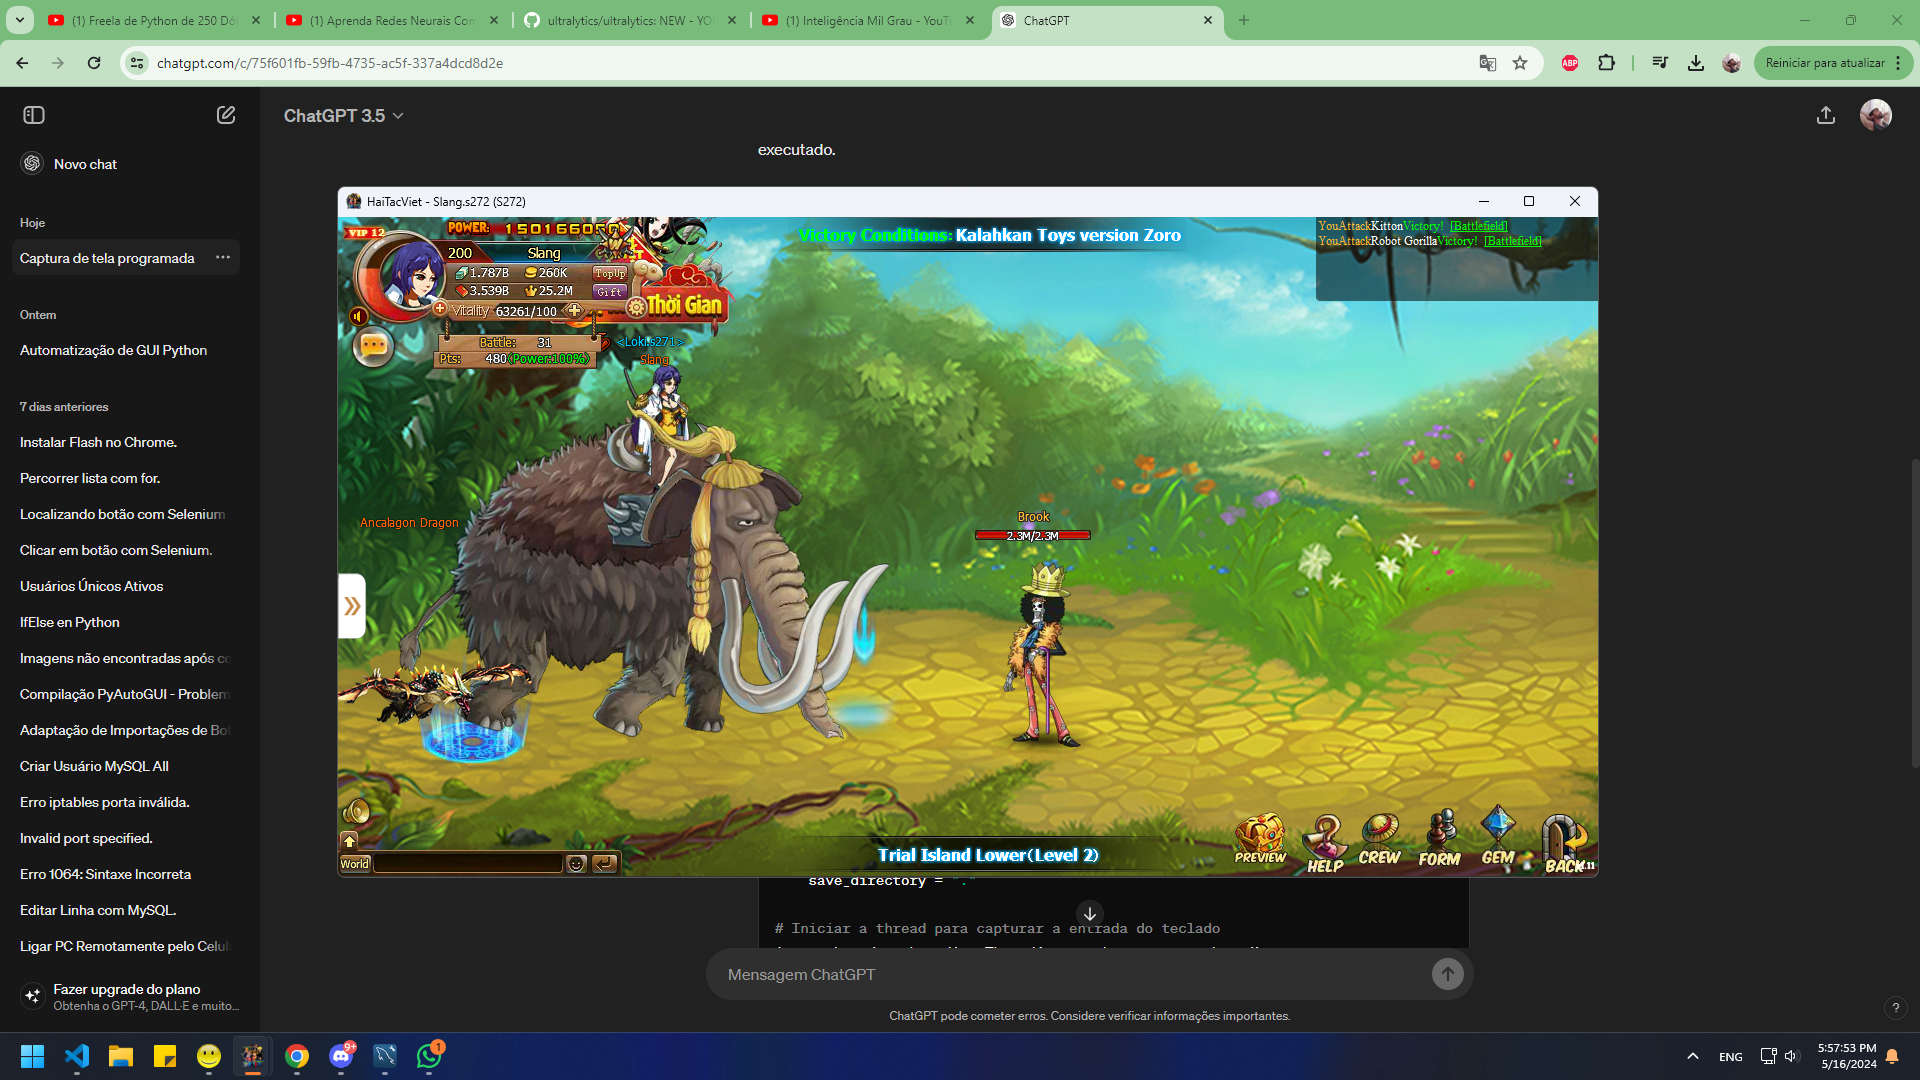 (1) Freela de Python de 250 Dól
(1) Aprenda Redes Neurais Com
ultralytics/ultralytics: NEW - YO
(1) Inteligência Mil Grau - YouTu
ChatGPT
chatgpt.com/c/75f601fb-59fb-4735-ac5f-337a4dcd8d2e
ABP
Reiniciar para atualizar
ChatGPT 3.5
executado.
Novo chat
Hoje
Captura de tela programada
Ontem
Automatização de GUI Python
7 dias anteriores
Instalar Flash no Chrome.
Percorrer lista com for.
Localizando botão com Selenium
Clicar em botão com Selenium.
Usuários Únicos Ativos
IfElse en Python
Imagens não encontradas após co
Compilação PyAutoGUI - Problem
Adaptação de Importações de Bo
Criar Usuário MySQL All
Erro iptables porta inválida.
Invalid port specified.
Erro 1064: Sintaxe Incorreta
Editar Linha com MySQL.
Ligar PC Remotamente pelo Celul
Fazer upgrade do plano
Obtenha o GPT-4, DALL·E e muito...
HaiTacViet - Slang.s272 (S272)
VIP 12
POWER:
200 Slang
1.787B 260K TopUp
3.539B 25.2M Gift
Vitality 63261/100
Thời Gian
Battle: 31
Pts: 480(Power:100%)
<Loki.s271>
Slang
Victory Conditions: Kalahkan Toys version Zoro
YouAttackKittonVictory! [Battlefield]
YouAttackRobot GorillaVictory! [Battlefield]
Ancalagon Dragon
Brook
2.3M/2.3M
World
Trial Island Lower(Level 2)
PREVIEW
HELP
CREW
FORM
GEM
BACK
save_directory = "."
# Iniciar a thread para capturar a entrada do teclado
Mensagem ChatGPT
ChatGPT pode cometer erros. Considere verificar informações importantes.
?
9+
1
ENG
5:57:53 PM
5/16/2024